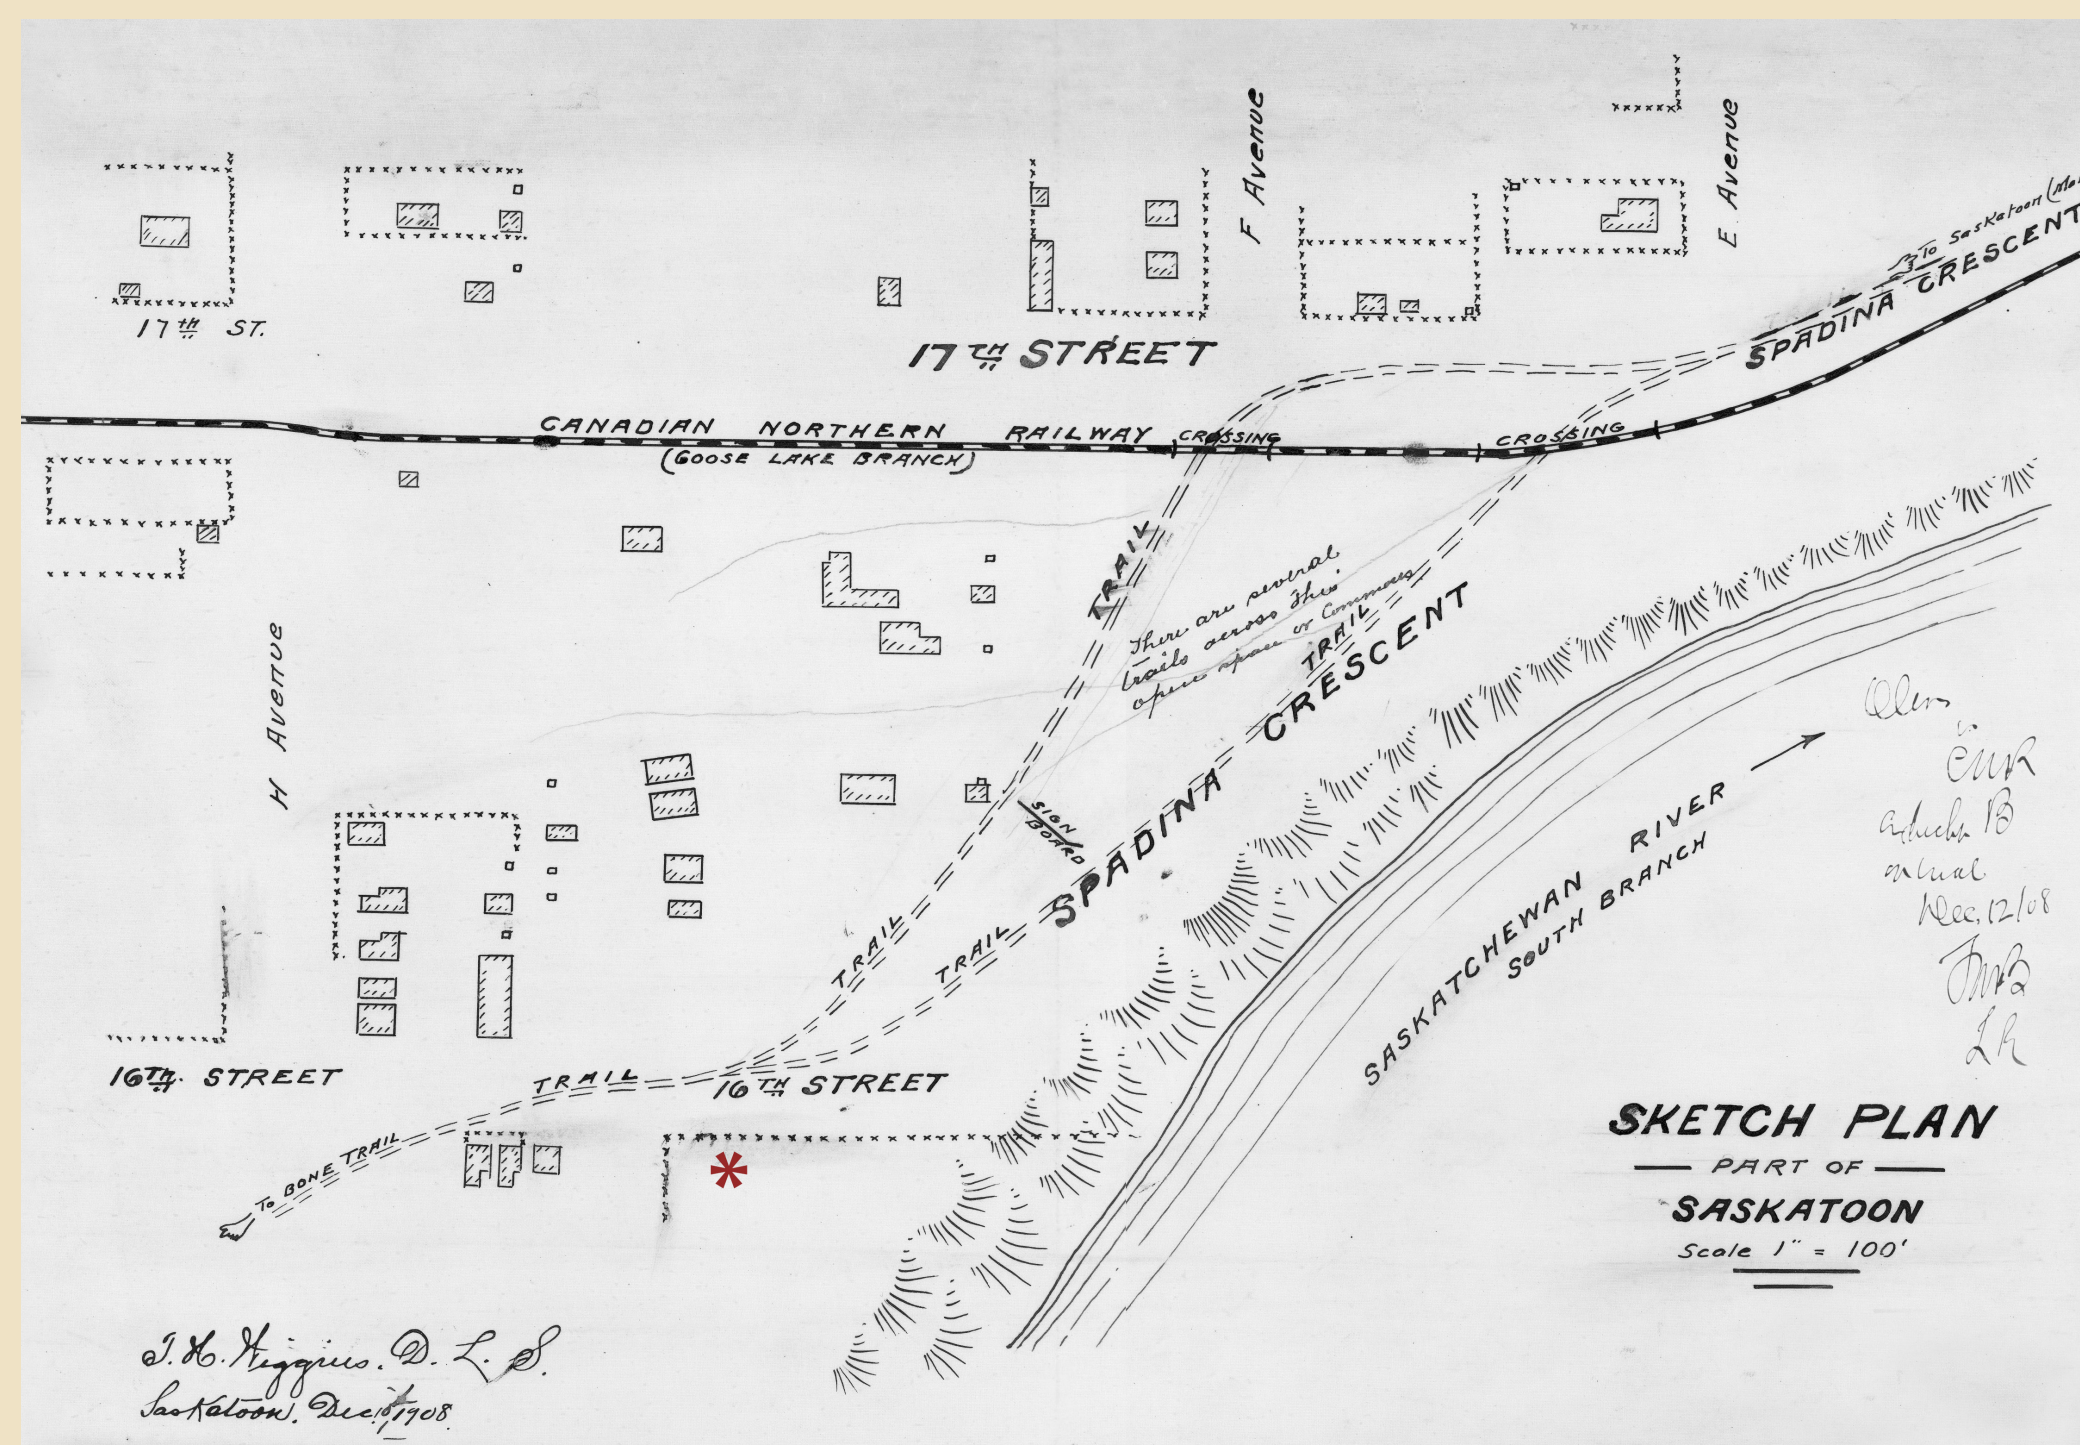 F Avenue
E. Avenue
To Saskatoon
SPADINA CRESCENT
17TH ST.
17TH STREET
CANADIAN NORTHERN RAILWAY
(GOOSE LAKE BRANCH)
CROSSING
CROSSING
TRAIL
There are several
trails across this
open space or Commons
TRAIL
SPADINA CRESCENT
H Avenue
SIGN
BOARD
TRAIL
TRAIL
SASKATCHEWAN RIVER
SOUTH BRANCH
CNR
Dec. 12/08
16TH. STREET
TRAIL
16TH STREET
To BONE TRAIL
*
SKETCH PLAN
PART OF
SASKATOON
Scale 1" = 100'
T. H. Wiggins. D. L. S.
Saskatoon. Dec. 1908.